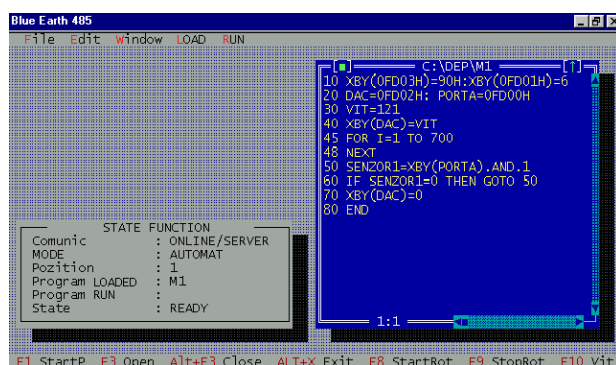 Blue Earth 485
File Edit Window LOAD RUN
C:\DEP\M1
10 XBY(0FD03H)=90H:XBY(0FD01H)=6
20 DAC=0FD02H: PORTA=0FD00H
30 VIT=121
40 XBY(DAC)=VIT
45 FOR I=1 TO 700
48 NEXT
50 SENZOR1=XBY(PORTA).AND.1
60 IF SENZOR1=0 THEN GOTO 50
70 XBY(DAC)=0
80 END
1:1
STATE FUNCTION
Comunic : ONLINE/SERVER
MODE : AUTOMAT
Pozition : 1
Program LOADED : M1
Program RUN :
State : READY
F1 StartP F3 Open Alt+F3 Close ALT+X Exit F8 StartRot F9 StopRot F10 Vit